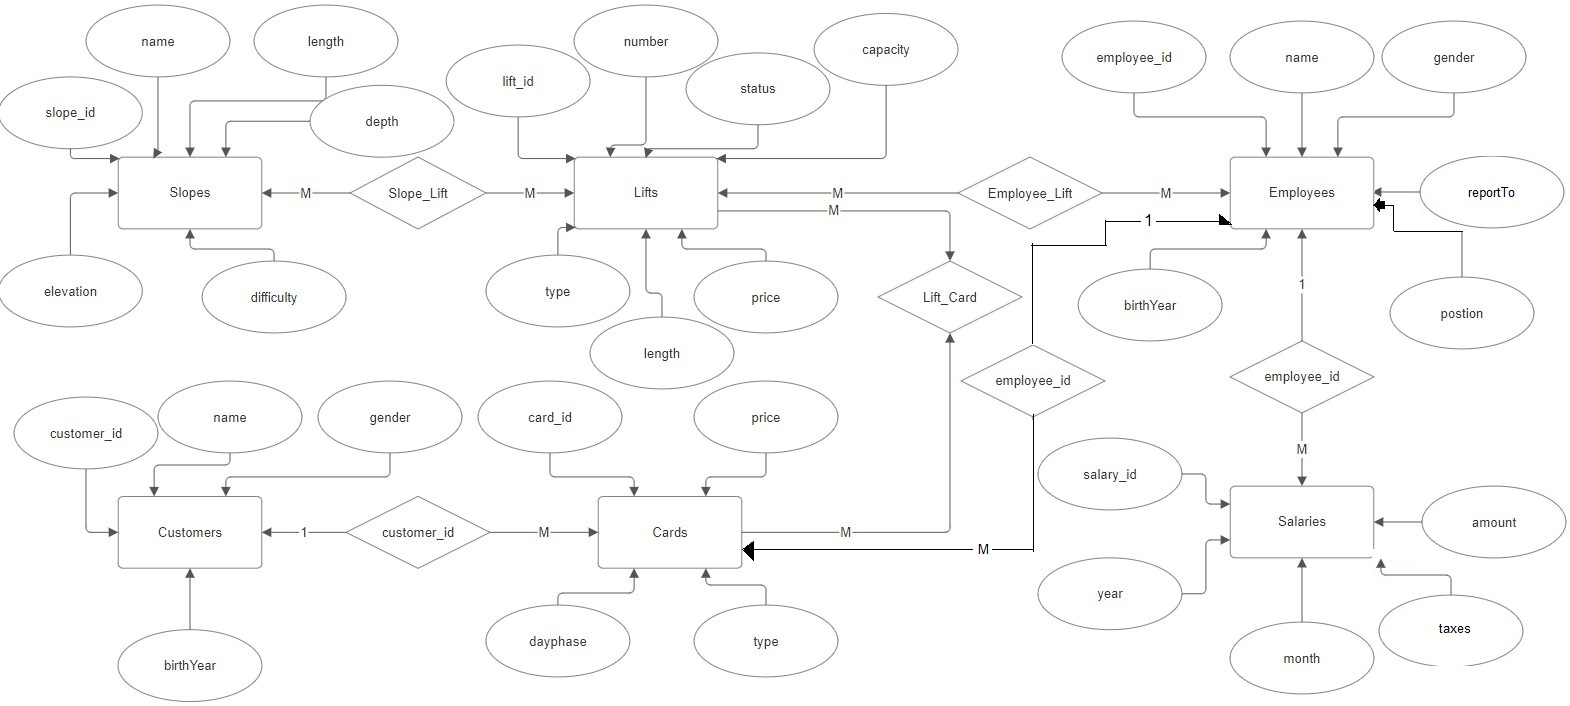 name
length
number
capacity
employee_id
name
gender
lift_id
status
slope_id
depth
Slopes
M
Slope_Lift
M
Lifts
M
Employee_Lift
M
Employees
reportTo
M
1
elevation
difficulty
type
price
Lift_Card
birthYear
1
postion
length
employee_id
employee_id
customer_id
name
gender
card_id
price
M
salary_id
Customers
1
customer_id
M
Cards
M
M
Salaries
amount
year
dayphase
type
taxes
birthYear
month